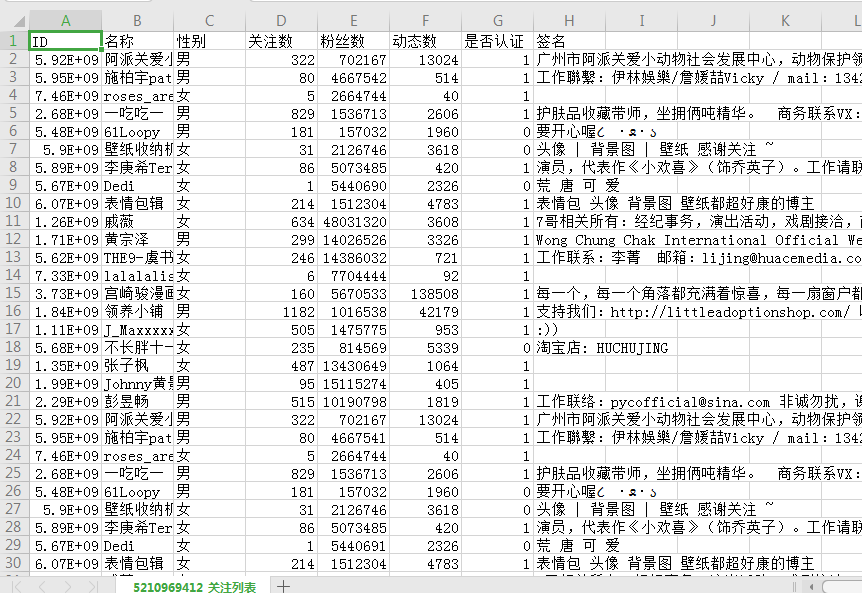 A B C D E F G H I J K L
1 ID 名称 性别 关注数 粉丝数 动态数 是否认证 签名
2 5.92E+09 阿派关爱小 男 322 702167 13024 1 广州市阿派关爱小动物社会发展中心，动物保护领
3 5.95E+09 施柏宇pat 男 80 4667542 514 1 工作聯繫：伊林娛樂/詹媛喆Vicky / mail：1342
4 7.46E+09 roses_are 女 5 2664744 40 1
5 2.68E+09 一吃吃一 男 829 1536713 2606 1 护肤品收藏带师，坐拥俩吨精华。 商务联系VX：
6 5.48E+09 61Loopy 男 181 157032 1960 0 要开心喔
7 5.9E+09 壁纸收纳机 女 31 2126746 3618 0 头像 | 背景图 | 壁纸 感谢关注 ~
8 5.89E+09 李庚希Ter 女 86 5073485 420 1 演员，代表作《小欢喜》（饰乔英子）。工作请联
9 5.67E+09 Dedi 女 1 5440690 2326 0 荒 唐 可 爱
10 6.07E+09 表情包辑 女 214 1512304 4783 1 表情包 头像 背景图 壁纸都超好康的博主
11 1.26E+09 戚薇 女 634 48031320 3608 1 7哥相关所有：经纪事务，演出活动，戏剧接洽，
12 1.71E+09 黄宗泽 男 299 14026526 3326 1 Wong Chung Chak International Official We
13 5.62E+09 THE9-虞书 女 246 14386032 721 1 工作联系：李菁 邮箱：lijing@huacemedia.co
14 7.33E+09 lalalalis 女 6 7704444 92 1
15 3.73E+09 宫崎骏漫画 女 160 5670533 138508 1 每一个，每一个角落都充满着惊喜，每一扇窗户都
16 1.84E+09 领养小铺 男 1182 1016538 42179 1 支持我们：http://littleadoptionshop.com/
17 1.11E+09 J_Maxxxxx 女 505 1475775 953 1 :))
18 5.68E+09 不长胖十一 女 235 814569 5339 0 淘宝店: HUCHUJING
19 1.35E+09 张子枫 女 487 13430649 1064 1
20 1.99E+09 Johnny黄景 男 95 15115274 405 1
21 2.29E+09 彭昱畅 男 515 10190798 1819 1 工作联络：pycofficial@sina.com 非诚勿扰，谢
22 5.92E+09 阿派关爱小 男 322 702167 13024 1 广州市阿派关爱小动物社会发展中心，动物保护领
23 5.95E+09 施柏宇pat 男 80 4667541 514 1 工作聯繫：伊林娛樂/詹媛喆Vicky / mail：1342
24 7.46E+09 roses_are 女 5 2664744 40 1
25 2.68E+09 一吃吃一 男 829 1536713 2606 1 护肤品收藏带师，坐拥俩吨精华。 商务联系VX：
26 5.48E+09 61Loopy 男 181 157032 1960 0 要开心喔
27 5.9E+09 壁纸收纳机 女 31 2126746 3618 0 头像 | 背景图 | 壁纸 感谢关注 ~
28 5.89E+09 李庚希Ter 女 86 5073485 420 1 演员，代表作《小欢喜》（饰乔英子）。工作请联
29 5.67E+09 Dedi 女 1 5440691 2326 0 荒 唐 可 爱
30 6.07E+09 表情包辑 女 214 1512304 4783 1 表情包 头像 背景图 壁纸都超好康的博主
5210969412 关注列表